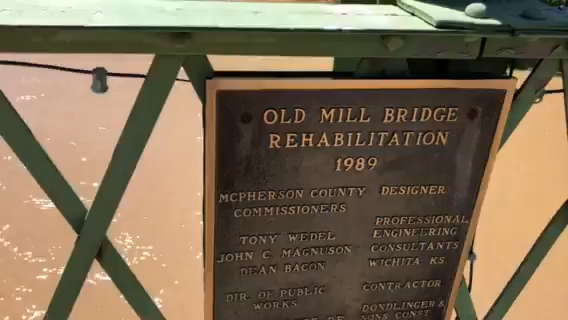 OLD MILL BRIDGE
REHABILITATION
1989
MCPHERSON COUNTY
COMMISSIONERS
TONY WEDEL
JOHN C. MAGNUSON
DEAN BACON
DIR. OF PUBLIC
WORKS
DESIGNER
PROFESSIONAL
ENGINEERING
CONSULTANTS
WICHITA, KS.
CONTRACTOR
DONDLINGER &
SONS CONST